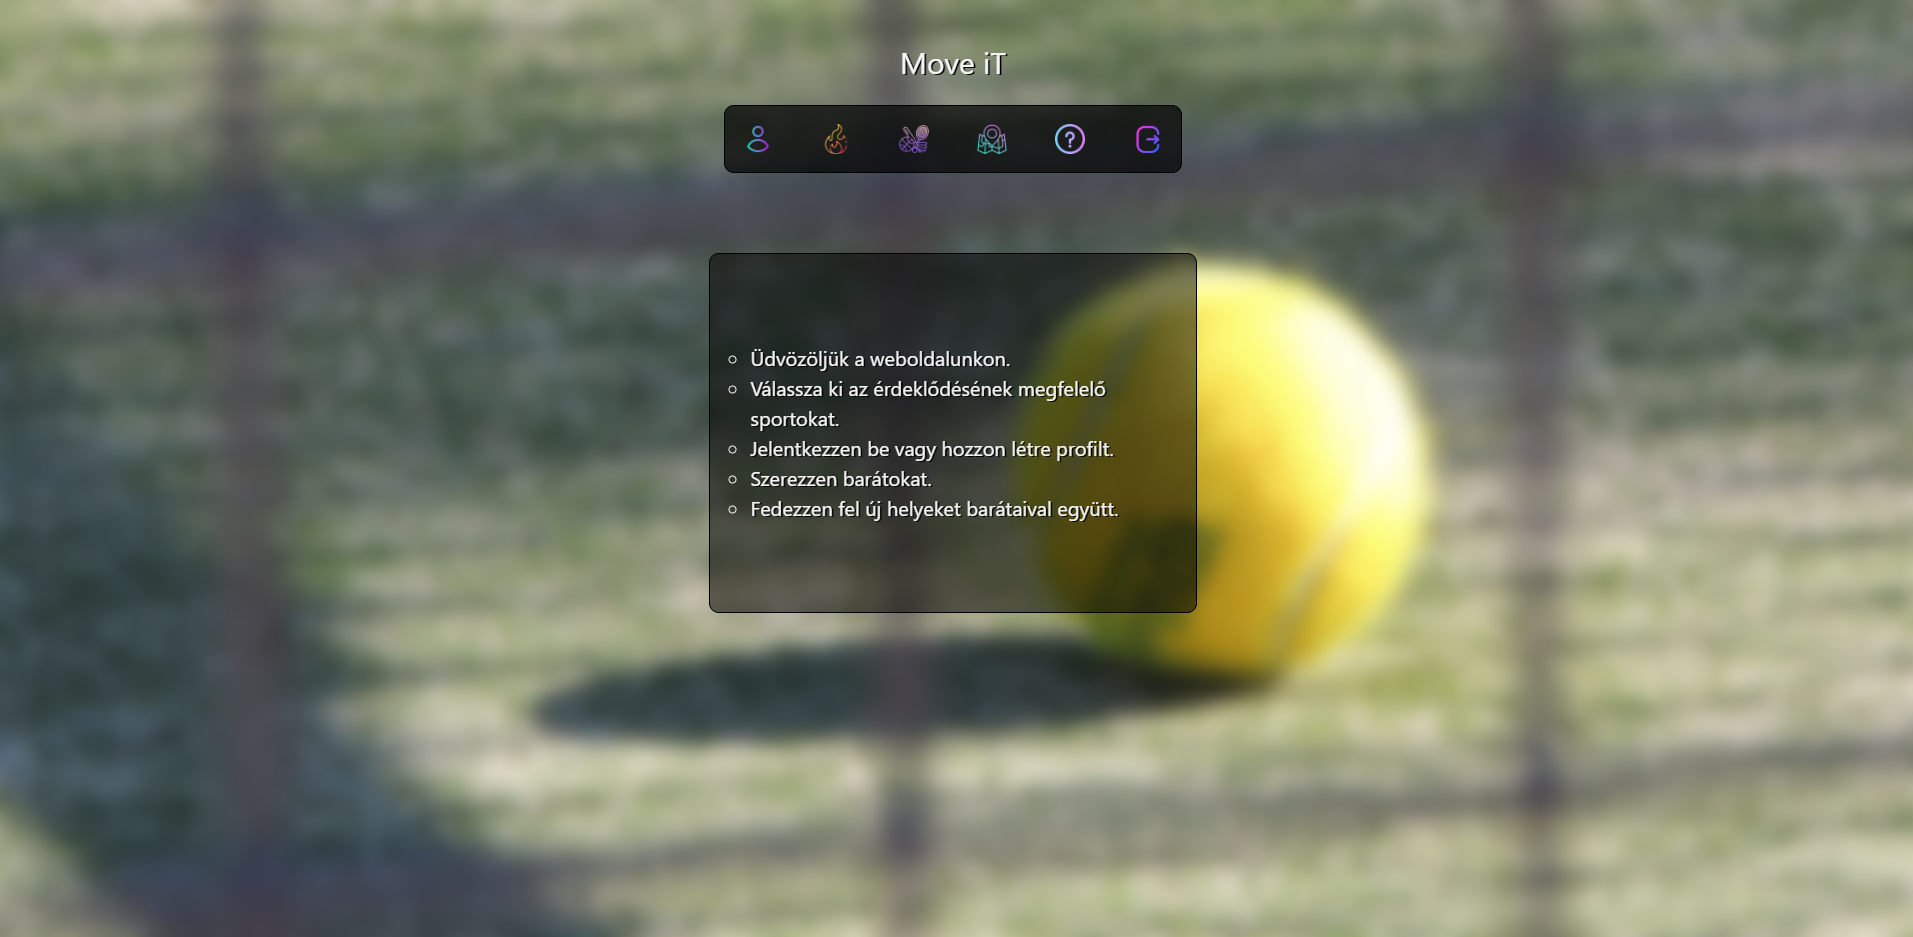 Move iT
?
Üdvözöljük a weboldalunkon.
Válassza ki az érdeklődésének megfelelő
sportokat.
Jelentkezzen be vagy hozzon létre profilt.
Szerezzen barátokat.
Fedezzen fel új helyeket barátaival együtt.